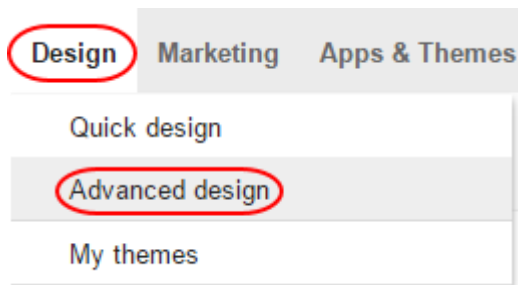 Design Marketing Apps & Themes
Quick design
Advanced design
My themes